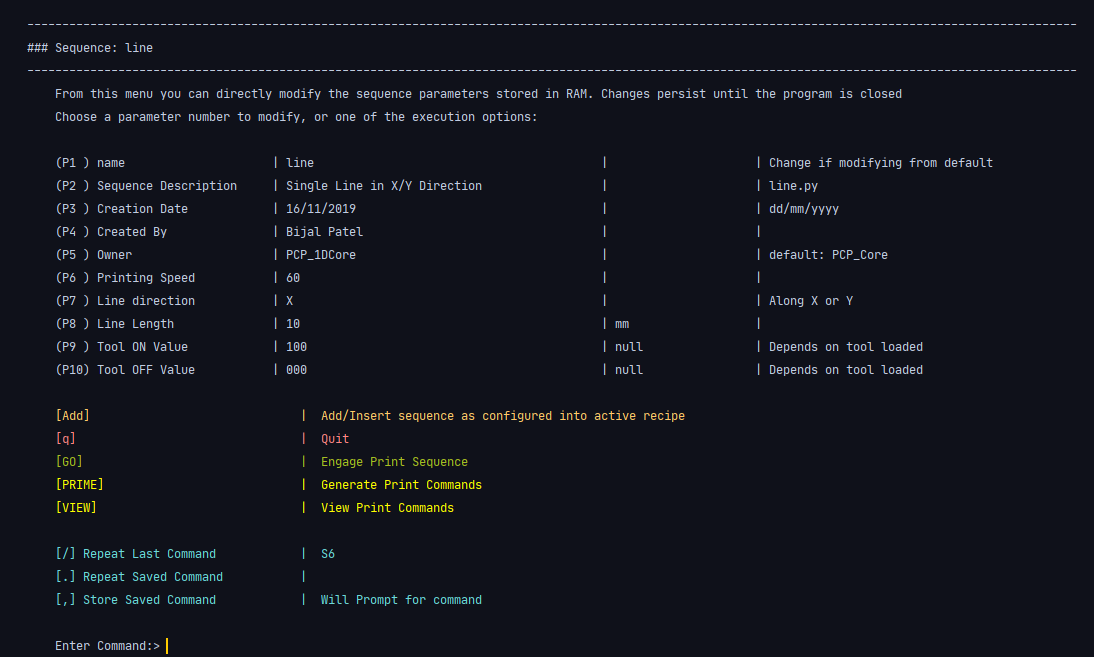 ------------------------------------------------------------------------------------------------------------------------------------------------------
### Sequence: line
------------------------------------------------------------------------------------------------------------------------------------------------------
From this menu you can directly modify the sequence parameters stored in RAM. Changes persist until the program is closed
Choose a parameter number to modify, or one of the execution options:
(P1 ) name | line | | Change if modifying from default
(P2 ) Sequence Description | Single Line in X/Y Direction | | line.py
(P3 ) Creation Date | 16/11/2019 | | dd/mm/yyyy
(P4 ) Created By | Bijal Patel | |
(P5 ) Owner | PCP_1DCore | | default: PCP_Core
(P6 ) Printing Speed | 60 | |
(P7 ) Line direction | X | | Along X or Y
(P8 ) Line Length | 10 | mm |
(P9 ) Tool ON Value | 100 | null | Depends on tool loaded
(P10) Tool OFF Value | 000 | null | Depends on tool loaded
[Add] | Add/Insert sequence as configured into active recipe
[q] | Quit
[GO] | Engage Print Sequence
[PRIME] | Generate Print Commands
[VIEW] | View Print Commands
[/] Repeat Last Command | S6
[.] Repeat Saved Command |
[,] Store Saved Command | Will Prompt for command
Enter Command:>